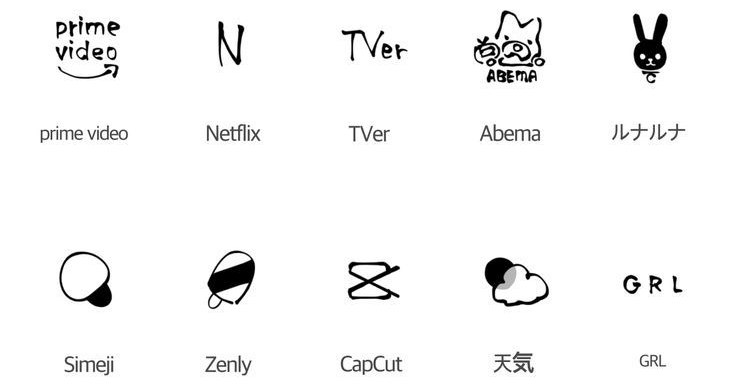 prime
video
N
TVer
ABEMA
prime video
Netflix
TVer
Abema
ルナルナ
GRL
Simeji
Zenly
CapCut
天気
GRL